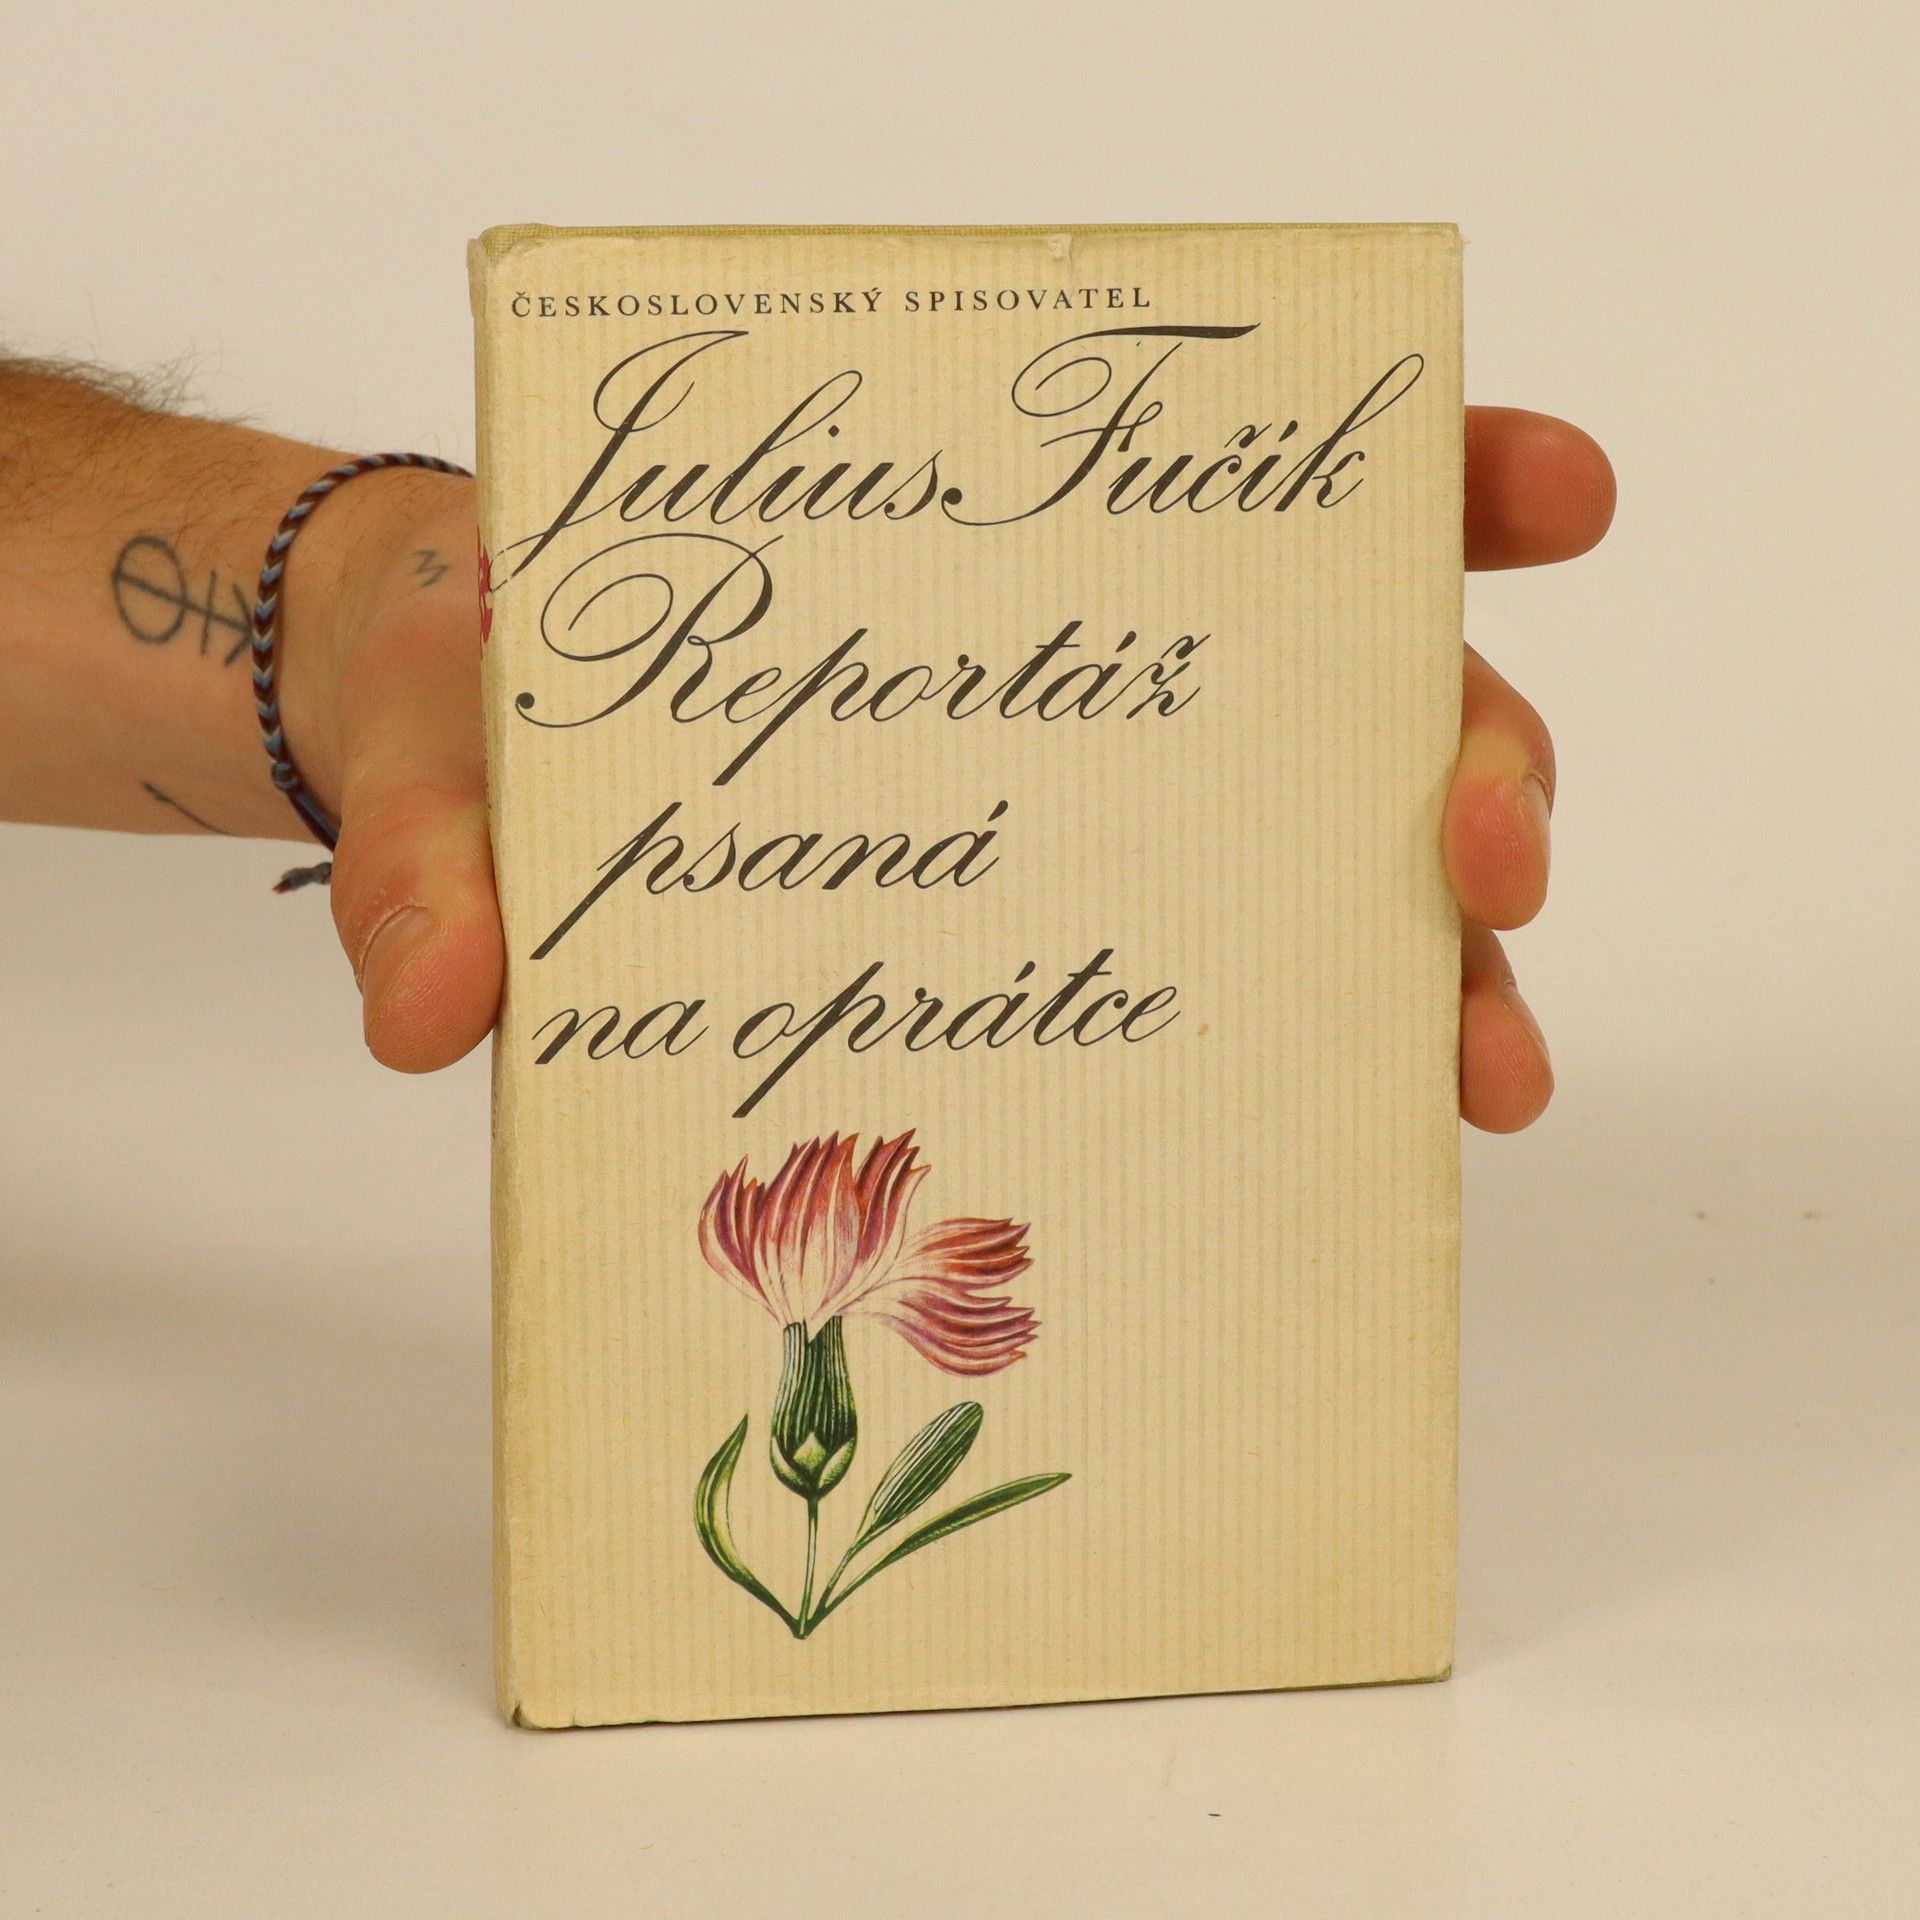 ČESKOSLOVENSKÝ SPISOVATEL
Julius Fučík
Reportáž
psaná
na oprátce